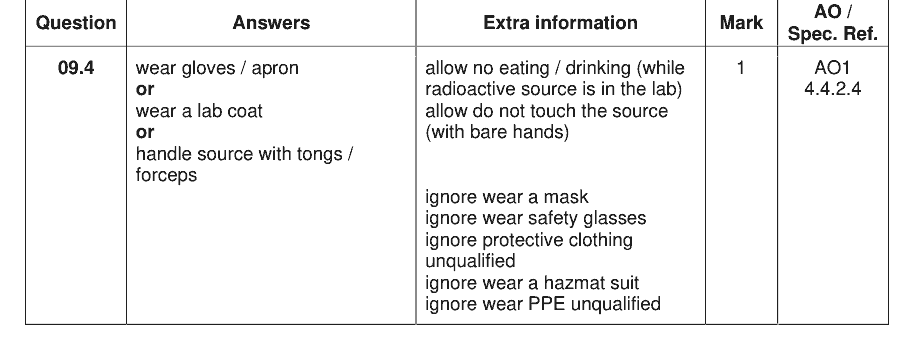 Question Answers Extra information Mark AO /
Spec. Ref.
09.4 wear gloves / apron allow no eating / drinking (while 1 AO1
or radioactive source is in the lab) 4.4.2.4
wear a lab coat allow do not touch the source
or (with bare hands)
handle source with tongs /
forceps
ignore wear a mask
ignore wear safety glasses
ignore protective clothing
unqualified
ignore wear a hazmat suit
ignore wear PPE unqualified